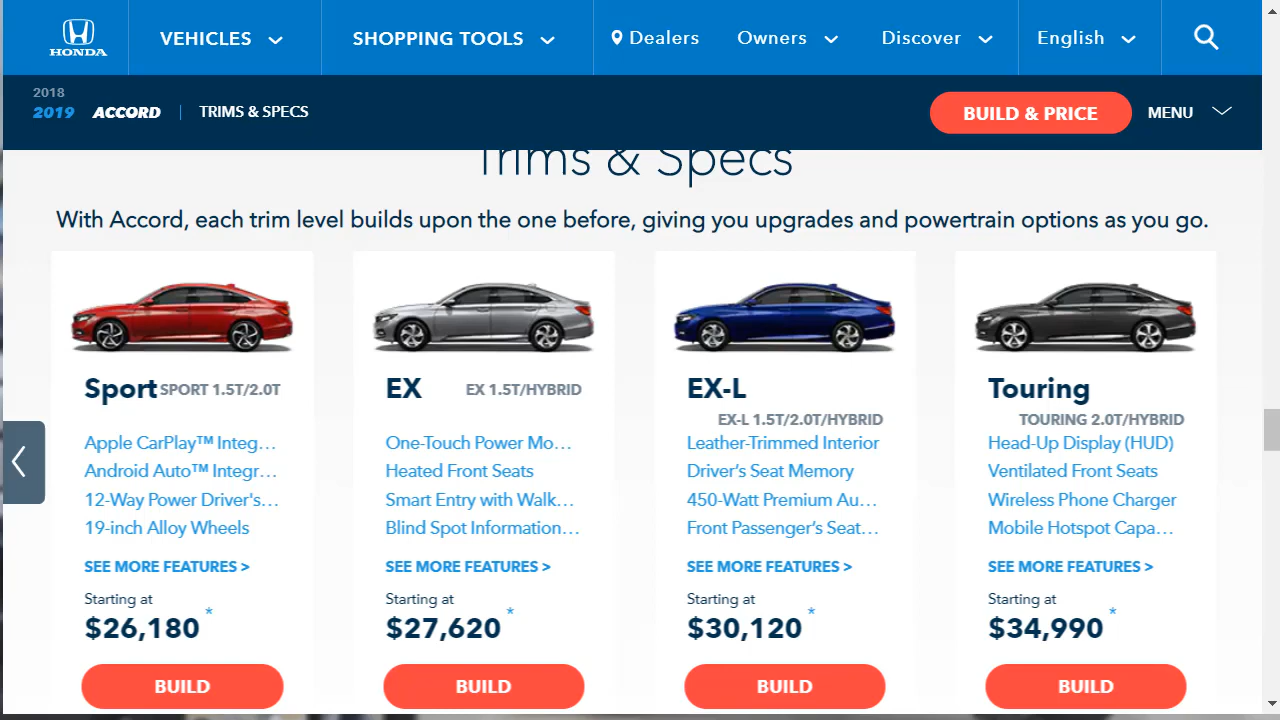 HONDA
VEHICLES
SHOPPING TOOLS
Dealers
Owners
Discover
English
2018
2019 ACCORD | TRIMS & SPECS
BUILD & PRICE
MENU
Trims & Specs
With Accord, each trim level builds upon the one before, giving you upgrades and powertrain options as you go.
Sport SPORT 1.5T/2.0T
Apple CarPlay™ Integ...
Android Auto™ Integr...
12-Way Power Driver's...
19-inch Alloy Wheels
SEE MORE FEATURES >
Starting at
$26,180*
BUILD
EX EX 1.5T/HYBRID
One-Touch Power Mo...
Heated Front Seats
Smart Entry with Walk...
Blind Spot Information...
SEE MORE FEATURES >
Starting at
$27,620*
BUILD
EX-L
EX-L 1.5T/2.0T/HYBRID
Leather-Trimmed Interior
Driver's Seat Memory
450-Watt Premium Au...
Front Passenger's Seat...
SEE MORE FEATURES >
Starting at
$30,120*
BUILD
Touring
TOURING 2.0T/HYBRID
Head-Up Display (HUD)
Ventilated Front Seats
Wireless Phone Charger
Mobile Hotspot Capa...
SEE MORE FEATURES >
Starting at
$34,990*
BUILD